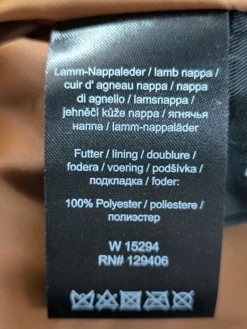 Lamm-Nappaleder / lamb nappa /
cuir d' agneau nappa / nappa
di agnello / lamsnappa /
jehněčí kůže nappa / ягнячья
наппа / lamm-nappaläder
Futter / lining / doublure /
fodera / voering / podšívka /
подкладка / foder:
100% Polyester / poliestere /
полиэстер
W 15294
RN# 129406